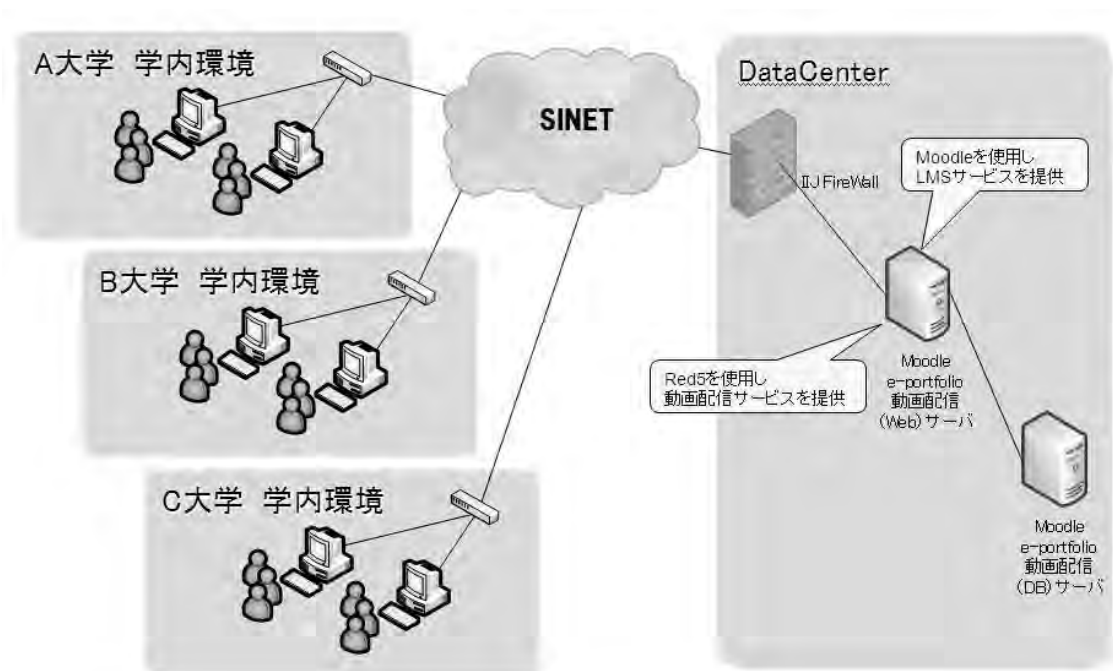 A大学 学内環境
SINET
DataCenter
IIJ FireWall
Moodleを使用し
LMSサービスを提供
B大学 学内環境
Red5を使用し
動画配信サービスを提供
Moodle
e-portfolio
動画配信
(Web)サーバ
C大学 学内環境
Moodle
e-portfolio
動画配信
(DB)サーバ